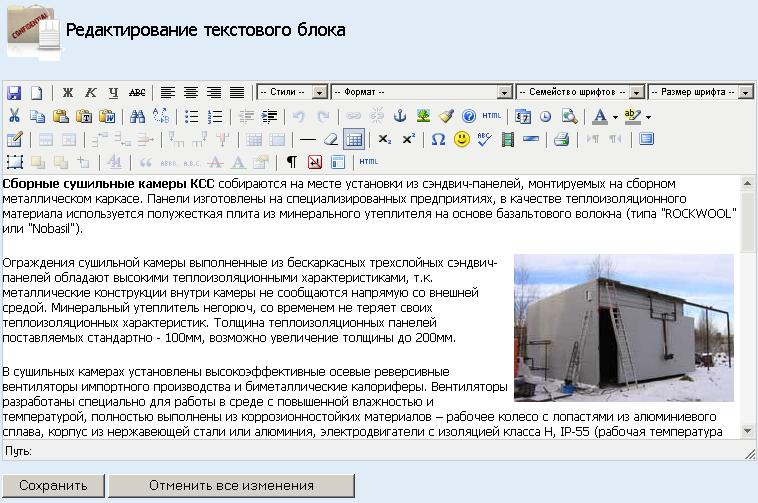 CONFIDENTIAL
Редактирование текстового блока
Ж К Ч ABC -- Стили -- -- Формат -- -- Семейство шрифтов -- -- Размер шрифта --
HTML
HTML
Сборные сушильные камеры КСС собираются на месте установки из сэндвич-панелей, монтируемых на сборном
металлическом каркасе. Панели изготовлены на специализированных предприятиях, в качестве теплоизоляционного
материала используется полужесткая плита из минерального утеплителя на основе базальтового волокна (типа "ROCKWOOL"
или "Nobasil").
Ограждения сушильной камеры выполненные из бескаркасных трехслойных сэндвич-
панелей обладают высокими теплоизоляционными характеристиками, т.к.
металлические конструкции внутри камеры не сообщаются напрямую со внешней
средой. Минеральный утеплитель негорюч, со временем не теряет своих
теплоизоляционных характеристик. Толщина теплоизоляционных панелей
поставляемых стандартно - 100мм, возможно увеличение толщины до 200мм.
В сушильных камерах установлены высокоэффективные осевые реверсивные
вентиляторы импортного производства и биметаллические калориферы. Вентиляторы
разработаны специально для работы в среде с повышенной влажностью и
температурой, полностью выполнены из коррозионностойких материалов – рабочее колесо с лопастями из алюминиевого
сплава, корпус из нержавеющей стали или алюминия, электродвигатели с изоляцией класса Н, IP-55 (рабочая температура
Путь:
Сохранить Отменить все изменения